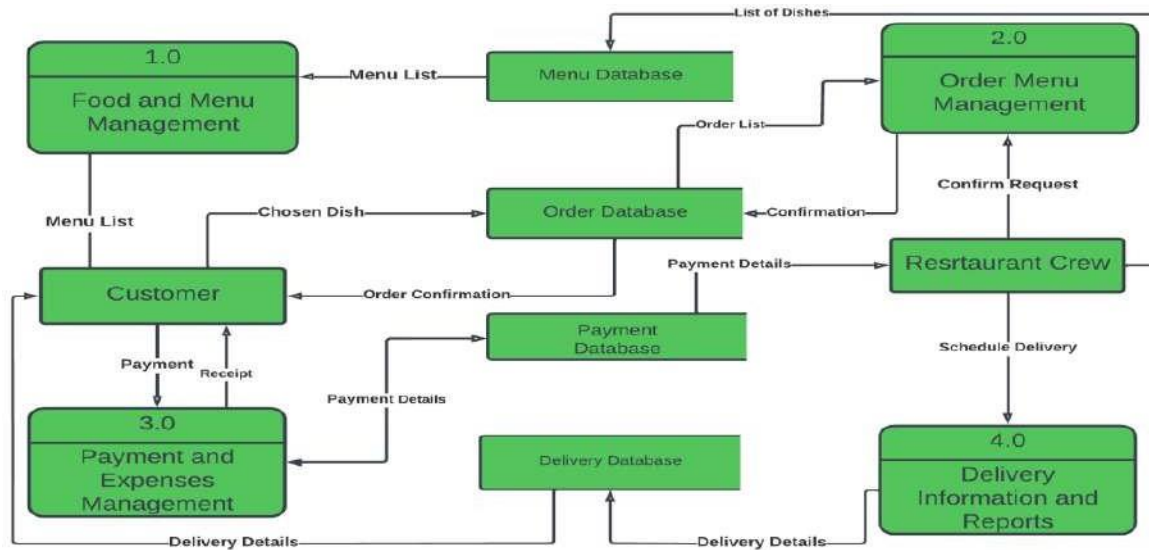 List of Dishes
1.0
Food and Menu
Management
Menu List
Menu Database
2.0
Order Menu
Management
Order List
Menu List
Chosen Dish
Order Database
Confirmation
Confirm Request
Customer
Order Confirmation
Payment Details
Resrtaurant Crew
Payment
Receipt
Payment
Database
Schedule Delivery
Payment Details
3.0
Payment and
Expenses
Management
Delivery Database
4.0
Delivery
Information and
Reports
Delivery Details
Delivery Details